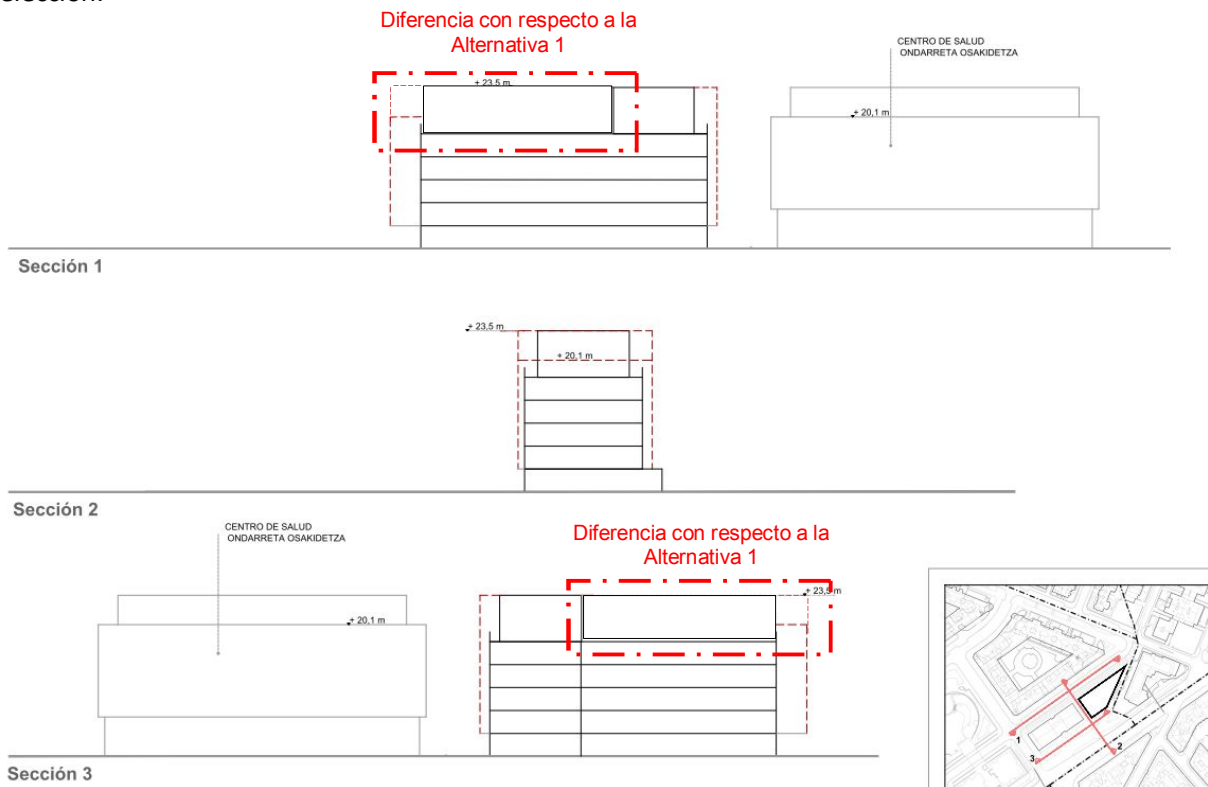 Diferencia con respecto a la
Alternativa 1
CENTRO DE SALUD
ONDARRETA OSAKIDETZA
+ 23,5 m.
+ 20,1 m
Sección 1
+ 23,5 m
+ 20,1 m
Sección 2
CENTRO DE SALUD
ONDARRETA OSAKIDETZA
Diferencia con respecto a la
Alternativa 1
+ 23,5 m
+ 20,1 m
1
2
3
Sección 3